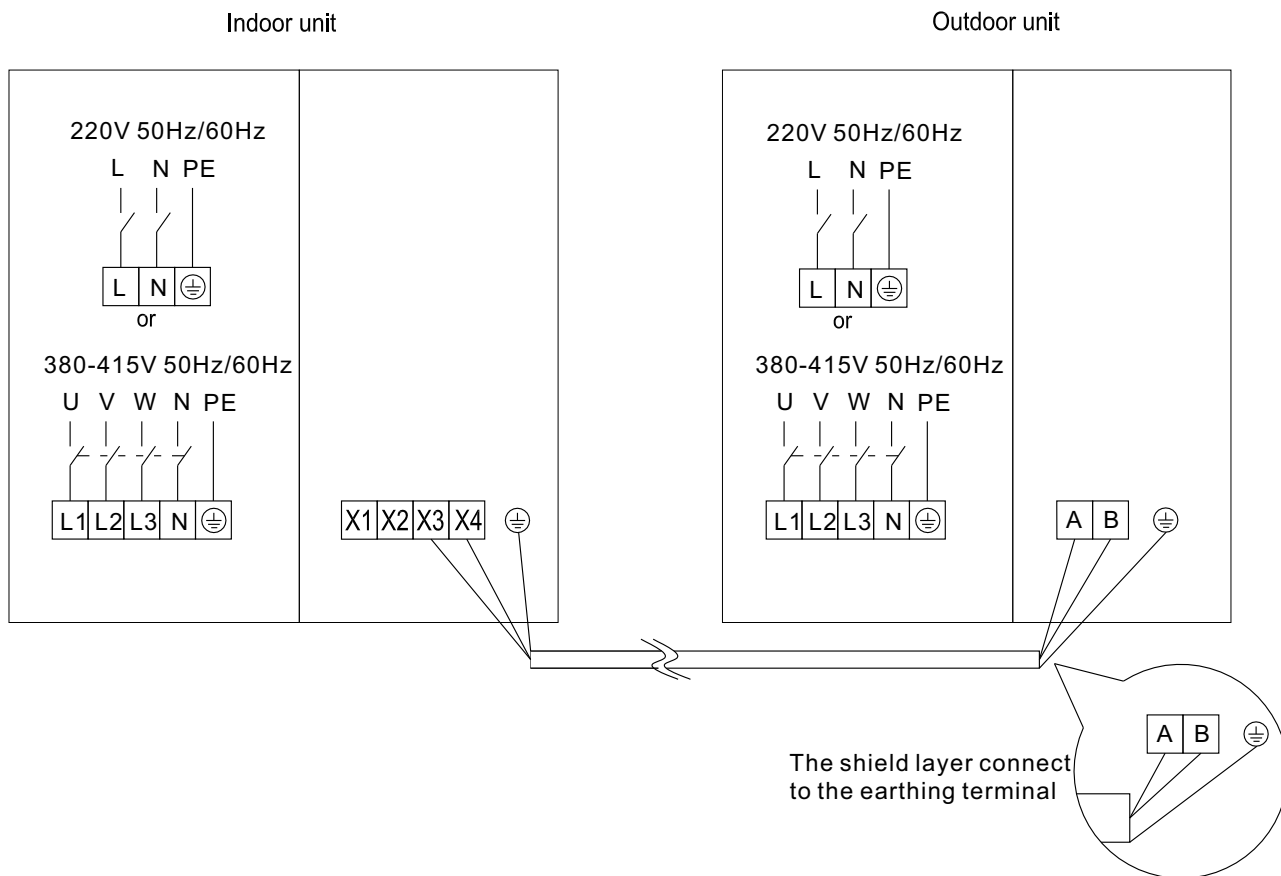 Indoor unit
Outdoor unit
220V 50Hz/60Hz
L N PE
L N
or
380-415V 50Hz/60Hz
U V W N PE
L1 L2 L3 N
X1 X2 X3 X4
220V 50Hz/60Hz
L N PE
L N
or
380-415V 50Hz/60Hz
U V W N PE
L1 L2 L3 N
A B
A B
The shield layer connect
to the earthing terminal